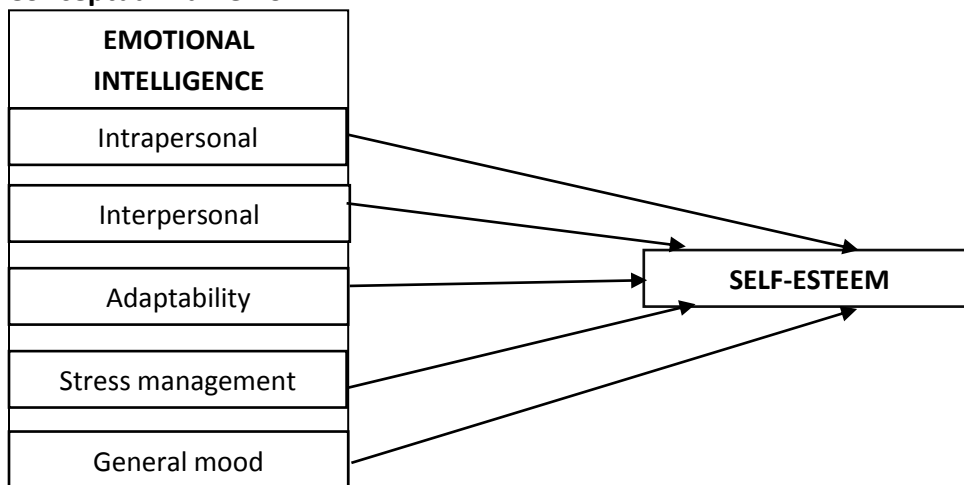 EMOTIONAL
INTELLIGENCE
Intrapersonal
Interpersonal
Adaptability
Stress management
General mood
SELF-ESTEEM